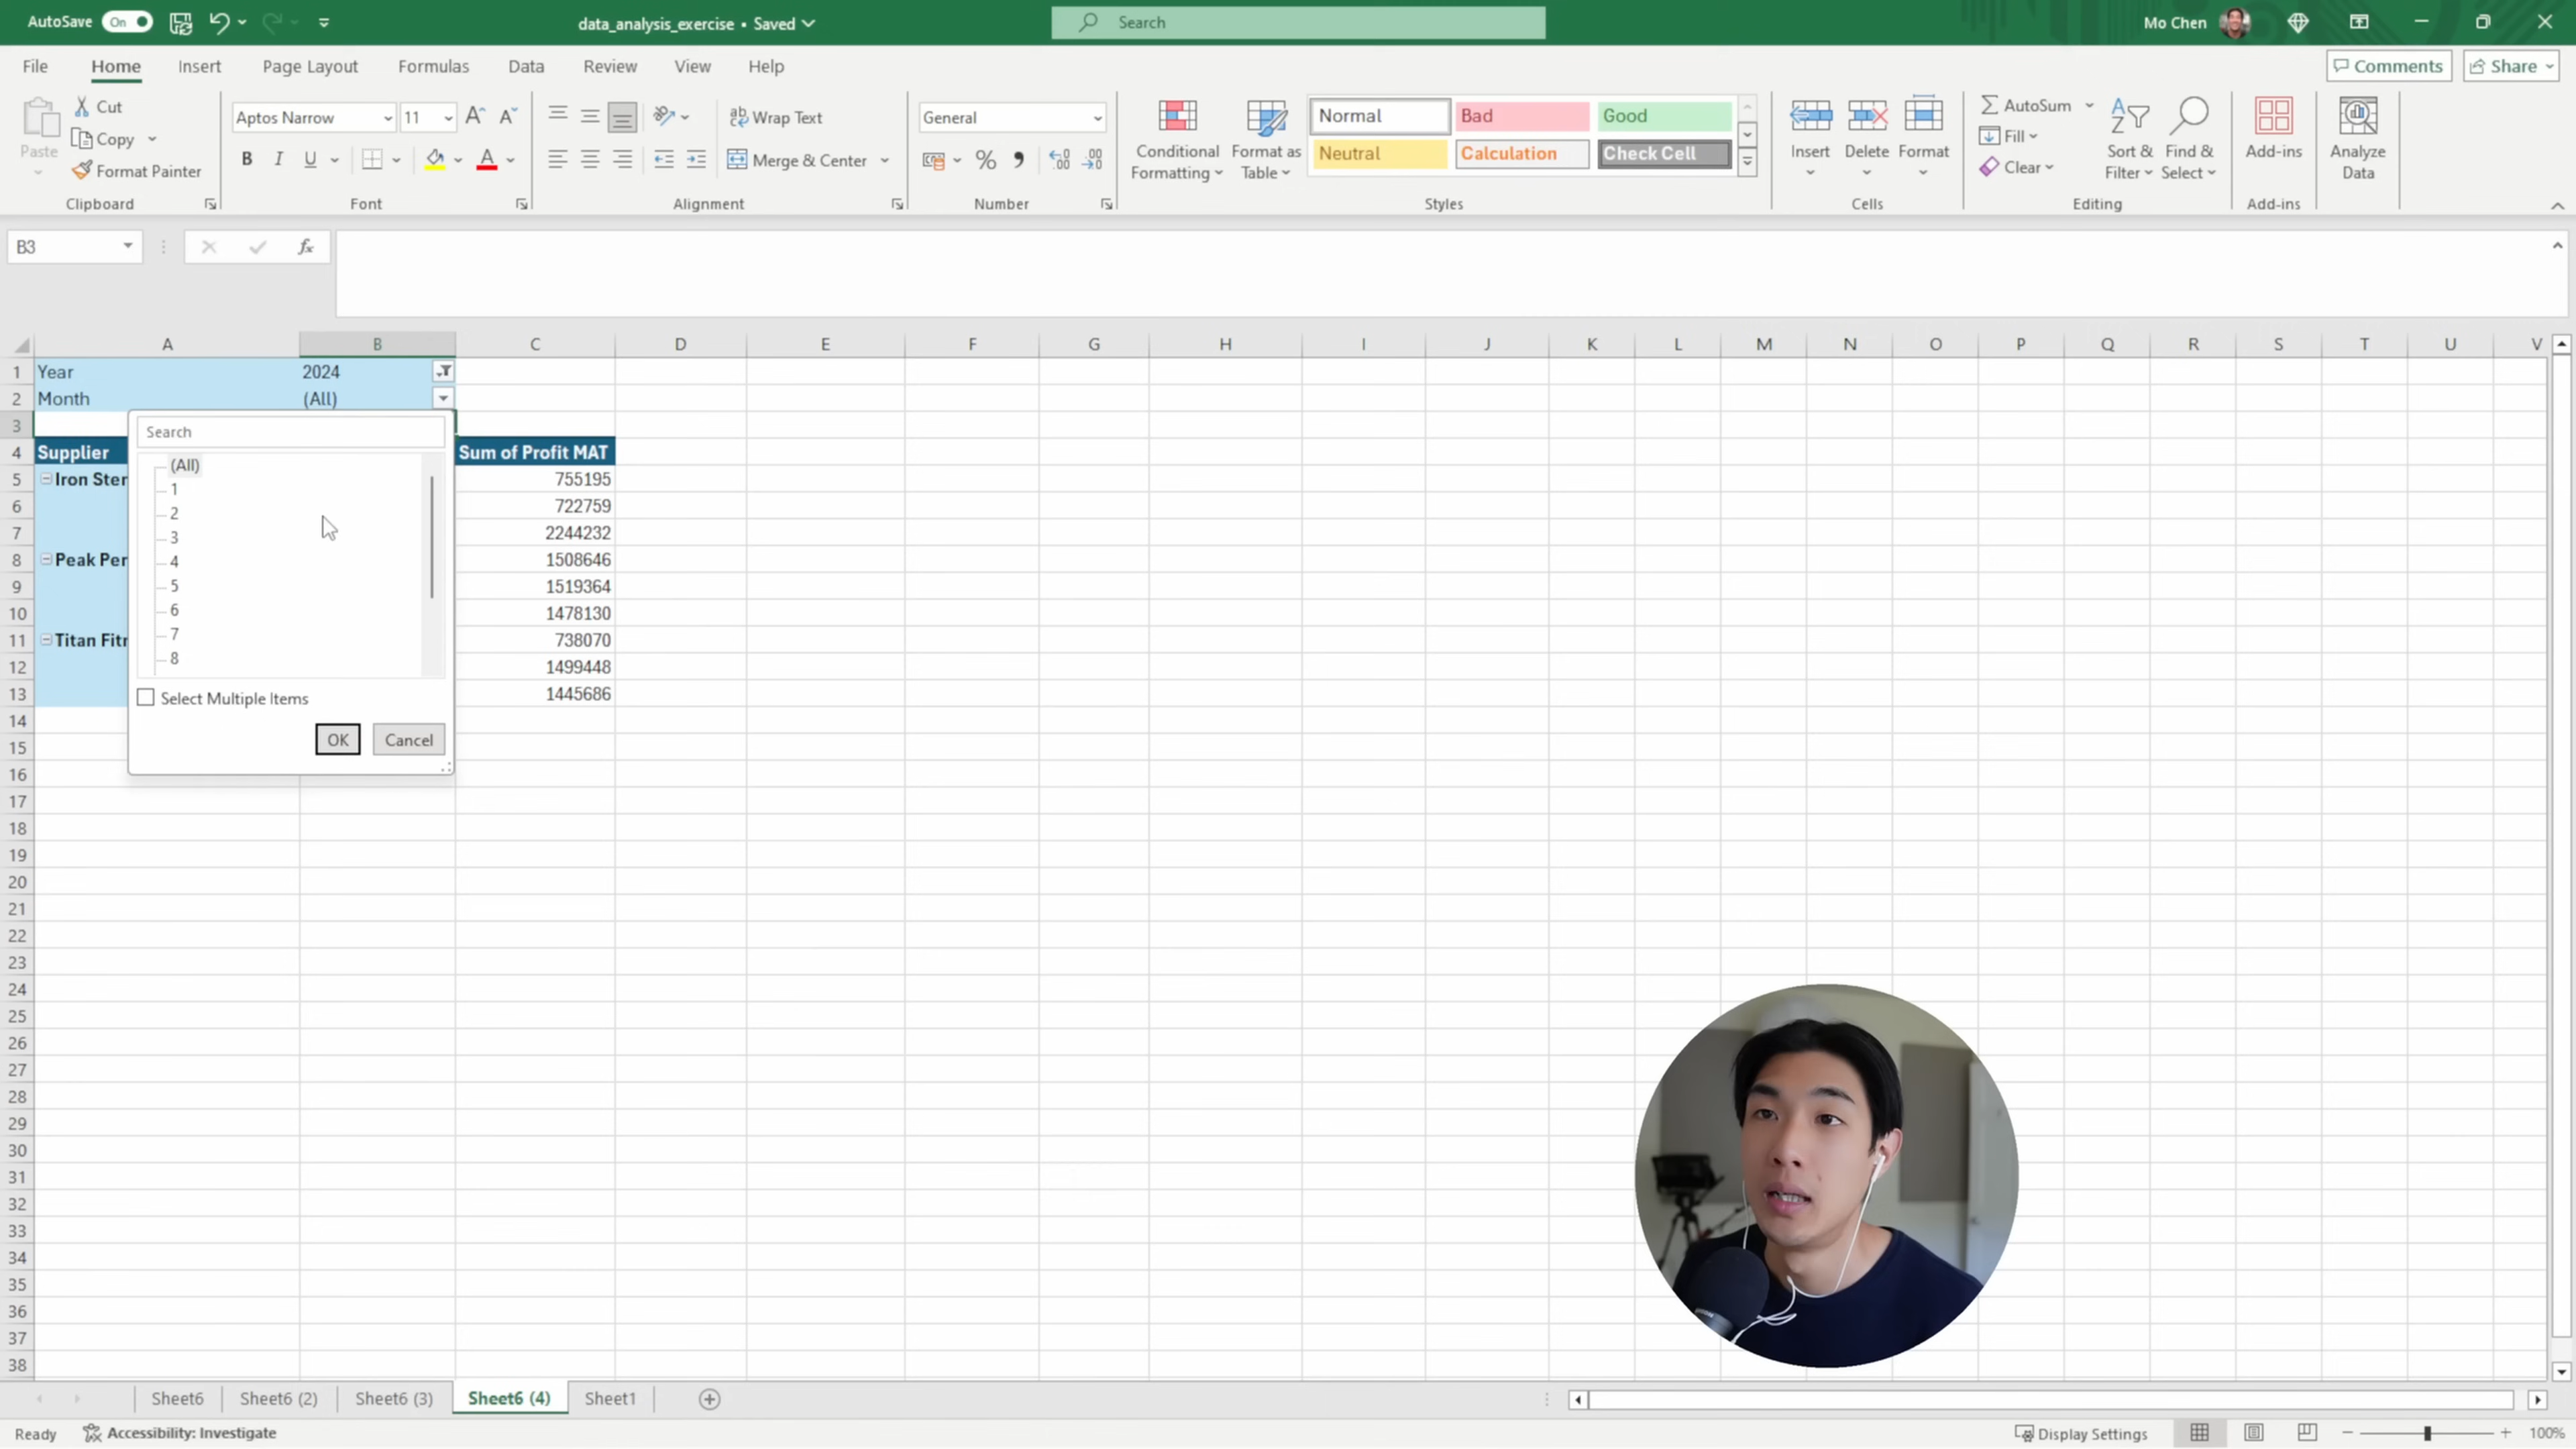 AutoSave On data_analysis_exercise • Saved Search Mo Chen
File Home Insert Page Layout Formulas Data Review View Help Comments Share
Paste Cut Copy Format Painter Clipboard
Aptos Narrow 11 B I U A Font
ab Wrap Text Merge & Center Alignment
General % Number
Conditional Formatting Format as Table Normal Bad Good Neutral Calculation Check Cell Styles
Insert Delete Format Cells
AutoSum Fill Clear Sort & Filter Find & Select Editing
Add-ins Add-ins
Analyze Data
B3 fx
A B C D E F G H I J K L M N O P Q R S T U V
1 Year 2024
2 Month (All)
3 Search
4 Supplier Sum of Profit MAT
(All)
5 Iron Ster 755195
1
6 722759
2
7 2244232
3
8 Peak Per 1508646
4
9 1519364
5
10 1478130
6
11 Titan Fitr 738070
7
12 1499448
8
13 1445686
Select Multiple Items
14
OK Cancel
15
16
17
18
19
20
21
22
23
24
25
26
27
28
29
30
31
32
33
34
35
36
37
38
Sheet6 Sheet6 (2) Sheet6 (3) Sheet6 (4) Sheet1
Ready Accessibility: Investigate Display Settings 100%